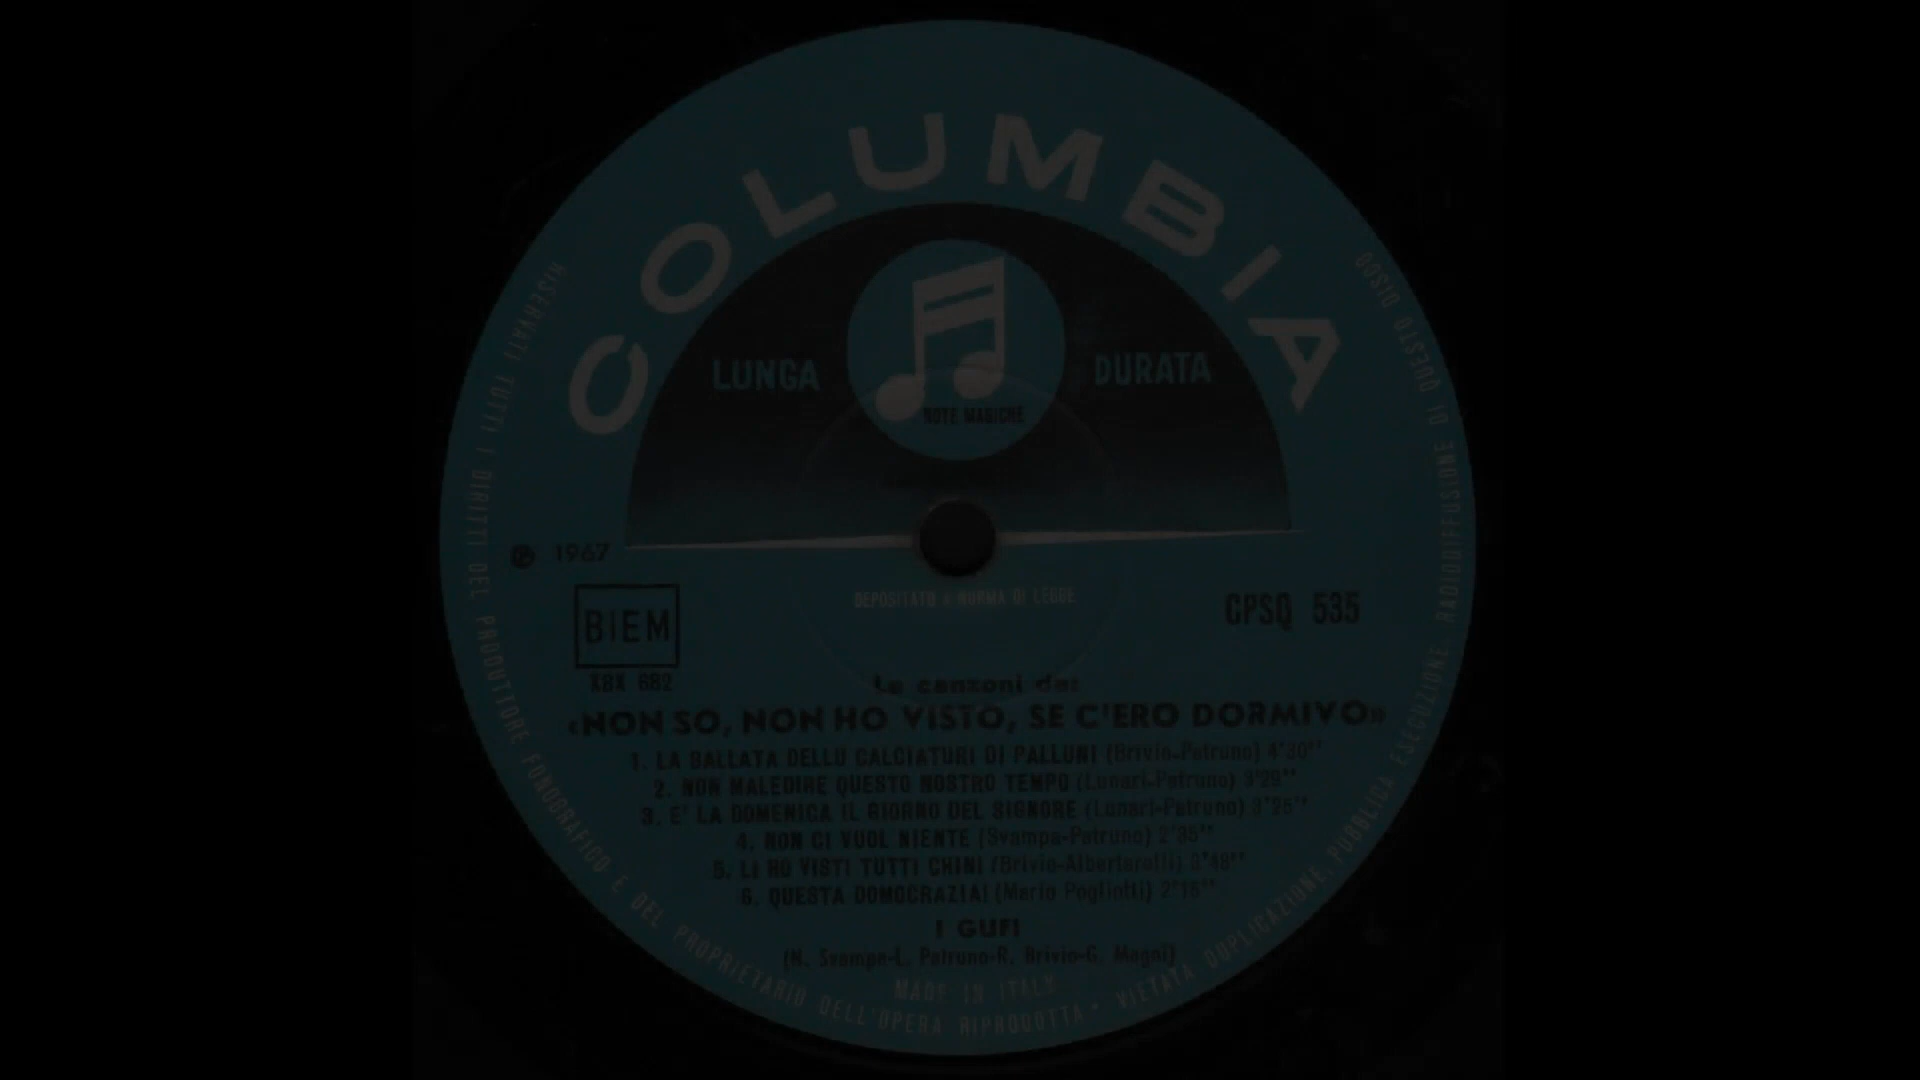 COLUMBIA
LUNGA DURATA
NOTE MAGICHE
℗ 1967
DEPOSITATO A NORMA DI LEGGE
BIEM
CPSQ 535
XBX 682
Le canzoni da:
«NON SO, NON HO VISTO, SE C'ERO DORMIVO»
1. LA BALLATA DELLU CALCIATURI DI PALLUNI (Brivio-Patruno) 4'30''
2. NON MALEDIRE QUESTO NOSTRO TEMPO (Lunari-Patruno) 3'29''
3. E' LA DOMENICA IL GIORNO DEL SIGNORE (Lunari-Patruno) 3'25''
4. NON CI VUOL NIENTE (Svampa-Patruno) 2'35''
5. LI HO VISTI TUTTI CHINI (Brivio-Albertarelli) 3'48''
6. QUESTA DOMOCRAZIA! (Mario Pogliotti) 2'16''
I GUFI
(N. Svampa-L. Patruno-R. Brivio-G. Magni)
MADE IN ITALY
RISERVATI TUTTI I DIRITTI DEL PRODUTTORE FONOGRAFICO E DEL PROPRIETARIO DELL'OPERA RIPRODOTTA • VIETATA DUPLICAZIONE, PUBBLICA ESECUZIONE, RADIODIFFUSIONE DI QUESTO DISCO